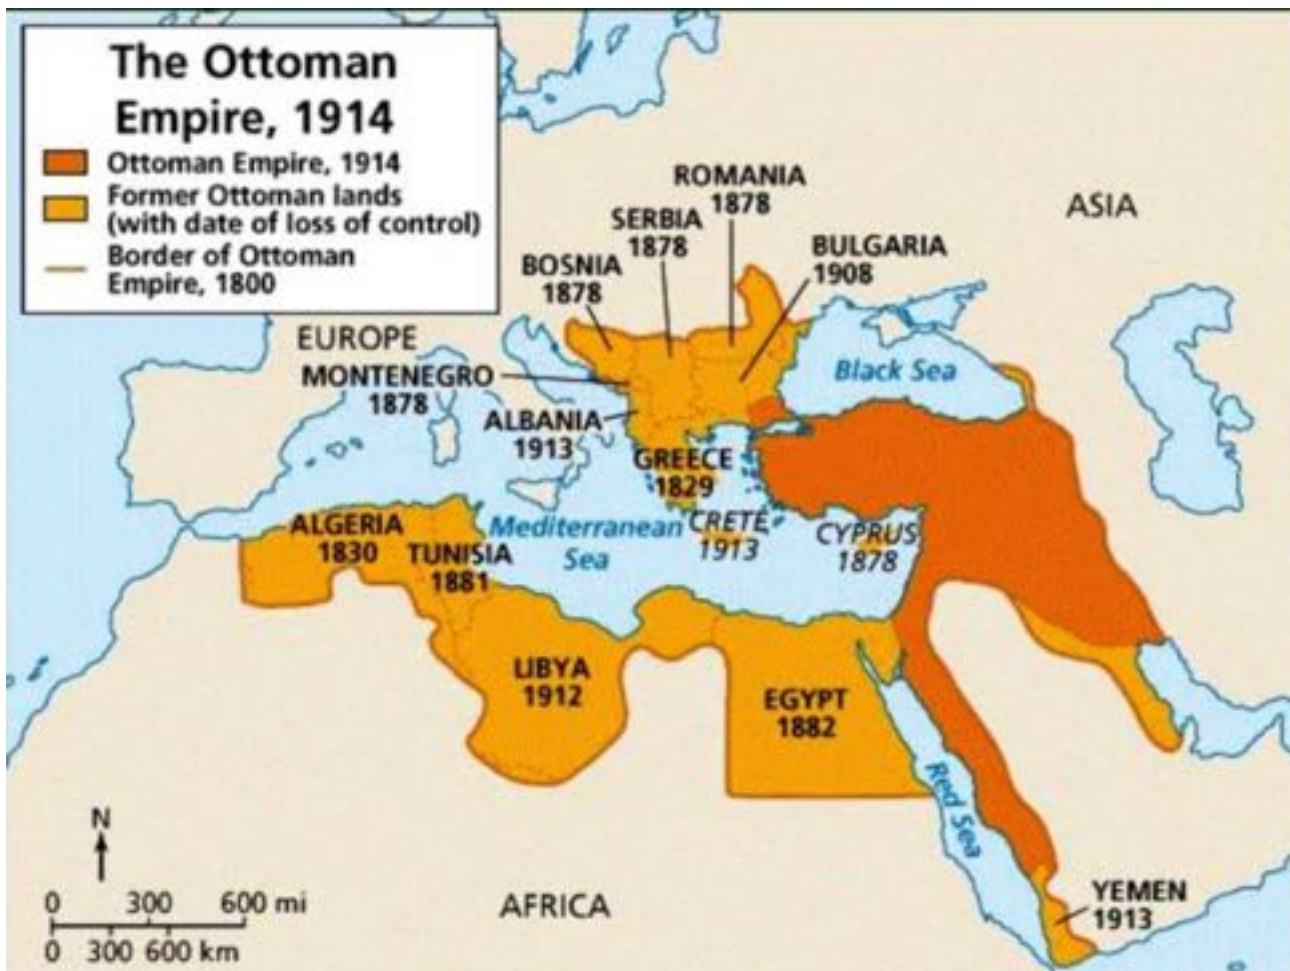 The Ottoman
Empire, 1914
Ottoman Empire, 1914
Former Ottoman lands
(with date of loss of control)
Border of Ottoman
Empire, 1800
ROMANIA
1878
SERBIA
1878
BULGARIA
1908
BOSNIA
1878
ASIA
EUROPE
MONTENEGRO
1878
Black Sea
ALBANIA
1913
GREECE
1829
ALGERIA
1830
TUNISIA
1881
Mediterranean
Sea
CRETE
1913
CYPRUS
1878
LIBYA
1912
EGYPT
1882
Red Sea
N
0 300 600 mi
0 300 600 km
AFRICA
YEMEN
1913